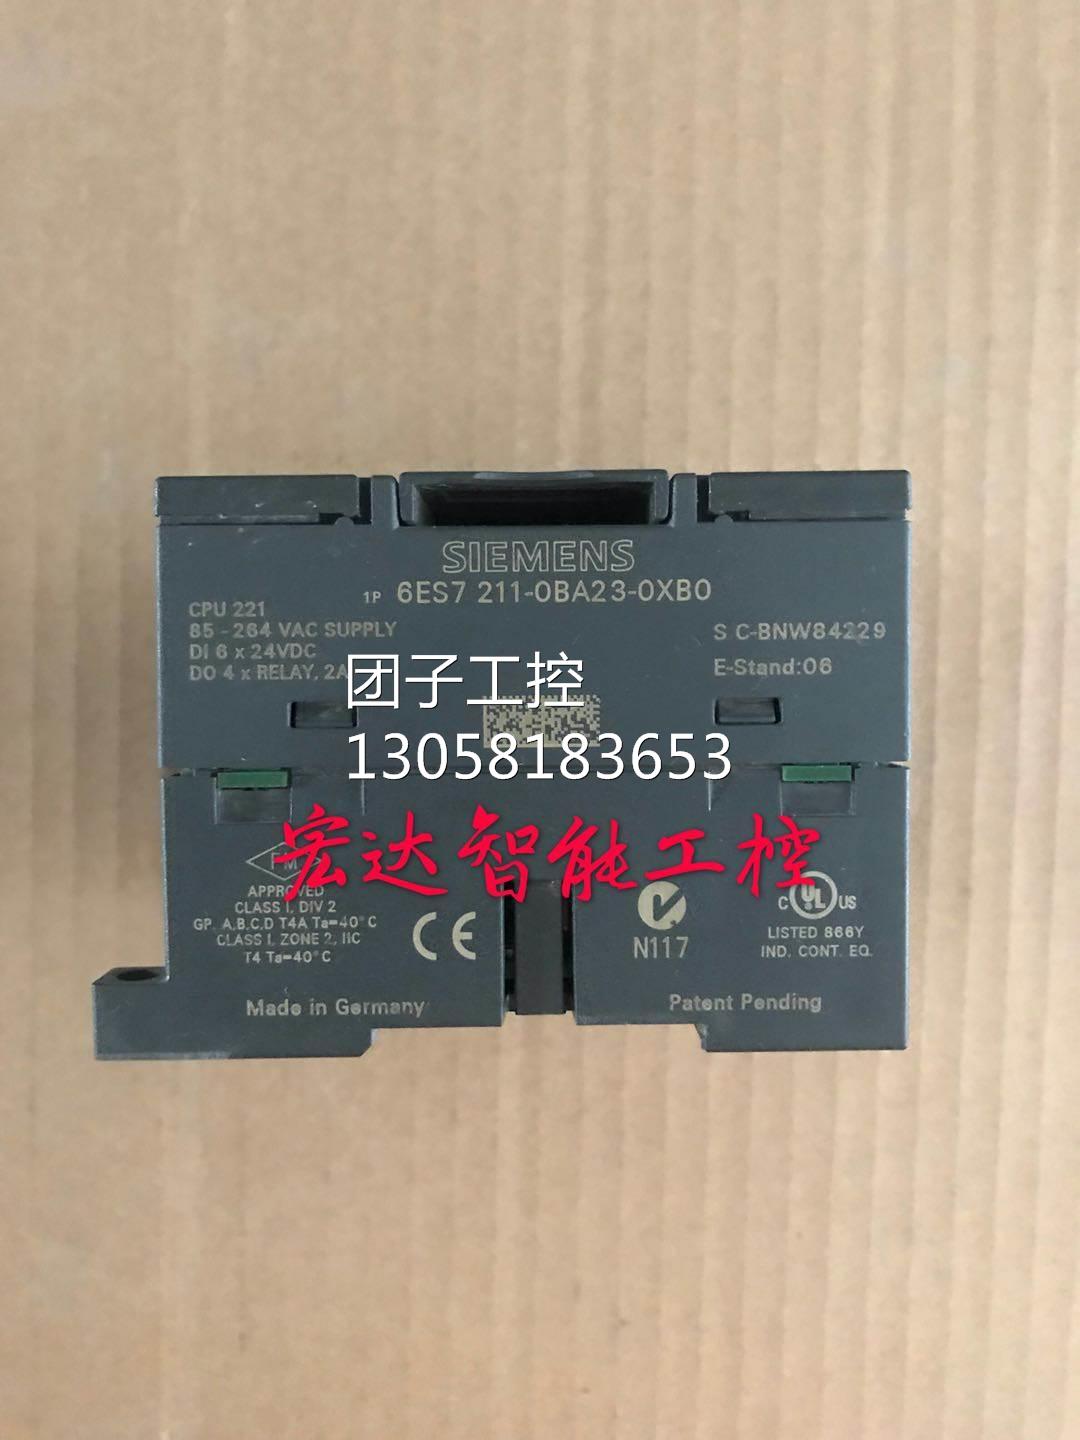 SIEMENS
1P 6ES7 211-0BA23-0XB0
CPU 221
85-264 VAC SUPPLY
DI 6 x 24VDC
DO 4 x RELAY, 2A
S C-BNW84229
E-Stand:06
团子工控
13058183653
宏达智能工控
FM
APPROVED
CLASS I, DIV 2
GP. A,B,C,D T4A Ta=40°C
CLASS I, ZONE 2, IIC
T4 Ta=40°C
CE
N117
C UL US
LISTED 866Y
IND. CONT. EQ.
Made in Germany
Patent Pending